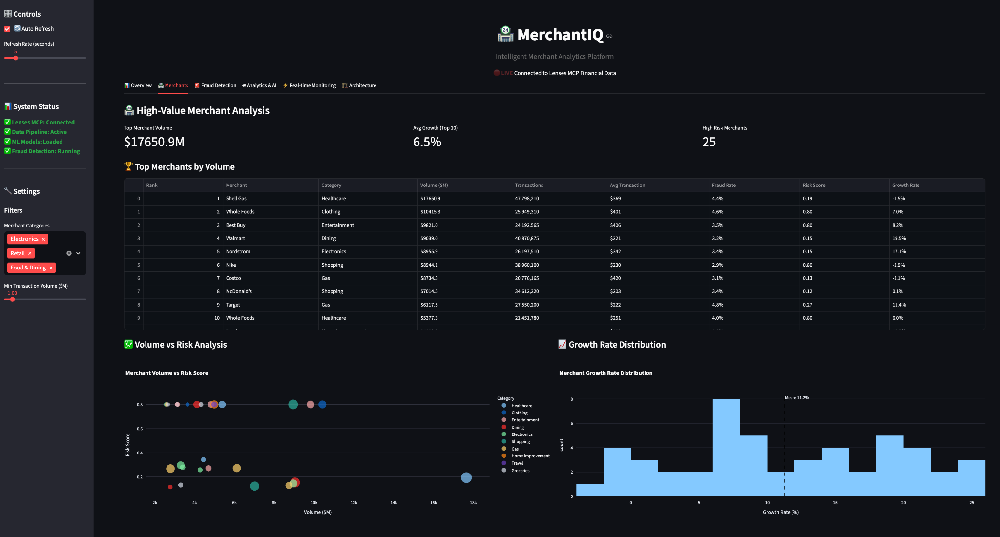 Controls
Auto Refresh
Refresh Rate (seconds)
5
System Status
Lenses MCP: Connected
Data Pipeline: Active
ML Models: Loaded
Fraud Detection: Running
Settings
Filters
Merchant Categories
Electronics ×
Retail ×
Food & Dining ×
Min Transaction Volume ($M)
1.00
24 MerchantIQ
Intelligent Merchant Analytics Platform
LIVE Connected to Lenses MCP Financial Data
Overview Merchants Fraud Detection Analytics & AI Real-time Monitoring Architecture
High-Value Merchant Analysis
Top Merchant Volume Avg Growth (Top 10) High Risk Merchants
$17650.9M 6.5% 25
Top Merchants by Volume
Rank Merchant Category Volume ($M) Transactions Avg Transaction Fraud Rate Risk Score Growth Rate
0 1 Shell Gas Healthcare $17650.9 47,798,210 $369 4.4% 0.19 -1.5%
1 2 Whole Foods Clothing $10415.3 25,949,310 $401 4.6% 0.80 7.0%
2 3 Best Buy Entertainment $9821.0 24,192,565 $406 3.5% 0.80 8.2%
3 4 Walmart Dining $9039.0 40,870,875 $221 3.2% 0.15 19.5%
4 5 Nordstrom Electronics $8955.9 26,197,510 $342 3.4% 0.15 17.1%
5 6 Nike Shopping $8944.1 38,960,100 $230 2.9% 0.80 -1.9%
6 7 Costco Gas $8734.3 20,776,165 $420 3.1% 0.13 -1.1%
7 8 McDonald's Shopping $7014.5 34,612,220 $203 3.4% 0.12 0.1%
8 9 Target Gas $6117.5 27,550,200 $222 4.8% 0.27 11.4%
9 10 Whole Foods Healthcare $5377.3 21,451,780 $251 4.0% 0.80 6.0%
Volume vs Risk Analysis
Merchant Volume vs Risk Score
0.8
0.6
0.4
0.2
Risk Score
2k 4k 6k 8k 10k 12k 14k 16k 18k
Volume ($M)
Category
Healthcare
Clothing
Entertainment
Dining
Electronics
Shopping
Gas
Home Improvement
Travel
Groceries
Growth Rate Distribution
Merchant Growth Rate Distribution
Mean: 11.2%
8
6
4
2
0
count
0 5 10 15 20 25
Growth Rate (%)